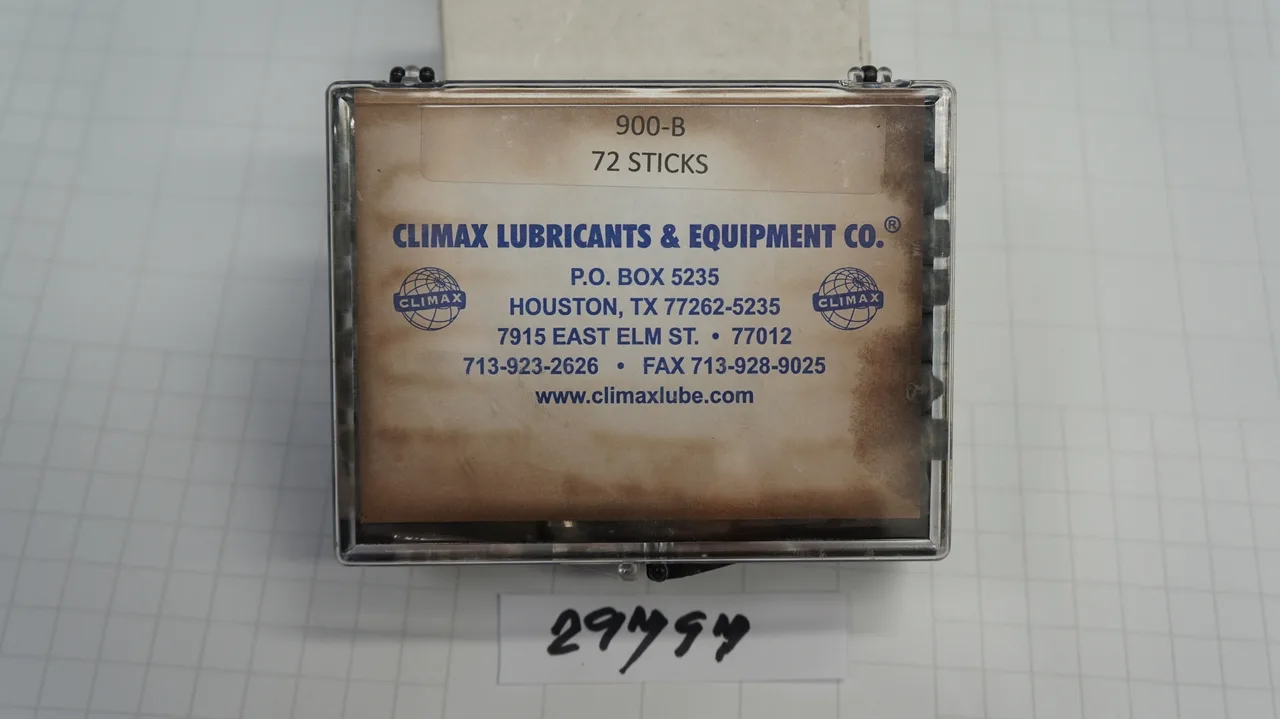 900-B
72 STICKS
CLIMAX LUBRICANTS & EQUIPMENT CO.®
P.O. BOX 5235
CLIMAX
HOUSTON, TX 77262-5235
CLIMAX
7915 EAST ELM ST. • 77012
713-923-2626 • FAX 713-928-9025
www.climaxlube.com